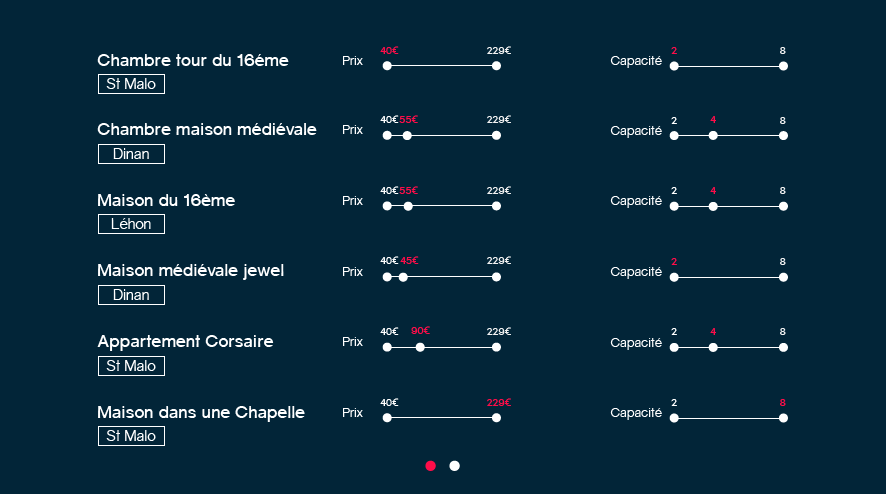 Chambre tour du 16éme
St Malo
Prix
40€ 229€
Capacité
2 8
Chambre maison médiévale
Dinan
Prix
40€ 55€ 229€
Capacité
2 4 8
Maison du 16ème
Léhon
Prix
40€ 55€ 229€
Capacité
2 4 8
Maison médiévale jewel
Dinan
Prix
40€ 45€ 229€
Capacité
2 8
Appartement Corsaire
St Malo
Prix
40€ 90€ 229€
Capacité
2 4 8
Maison dans une Chapelle
St Malo
Prix
40€ 229€
Capacité
2 8